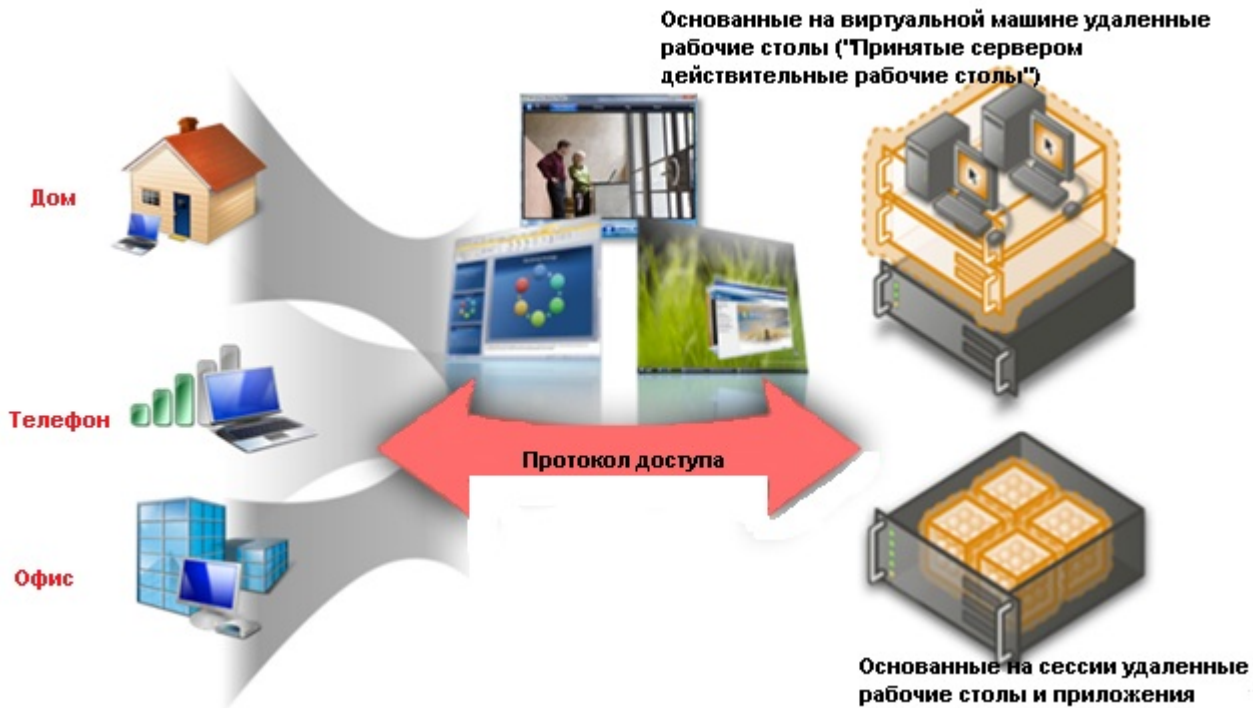 Основанные на виртуальной машине удаленные
рабочие столы ("Принятые сервером
действительные рабочие столы")
Дом
Телефон
Протокол доступа
Офис
Основанные на сессии удаленные
рабочие столы и приложения